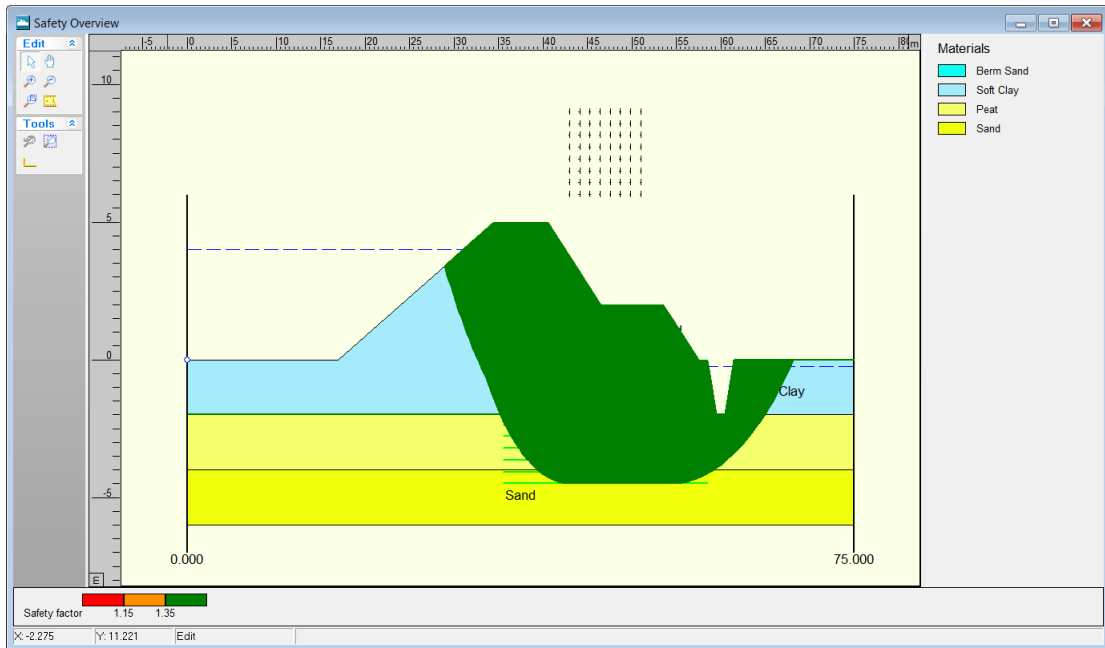 Safety Overview
Edit
Tools
-5 0 5 10 15 20 25 30 35 40 45 50 55 60 65 70 75 80 m
10
5
0
-5
m
Clay
Sand
0.000
75.000
Materials
Berm Sand
Soft Clay
Peat
Sand
Safety factor
1.15
1.35
X: -2.275
Y: 11.221
Edit